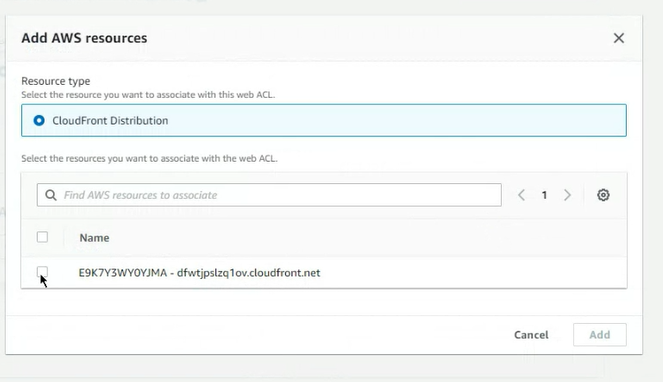 Add AWS resources
Resource type
Select the resource you want to associate with this web ACL.
CloudFront Distribution
Select the resources you want to associate with the web ACL.
Find AWS resources to associate
1
Name
E9K7Y3WY0YJMA - dfwtjpslzq1ov.cloudfront.net
Cancel
Add